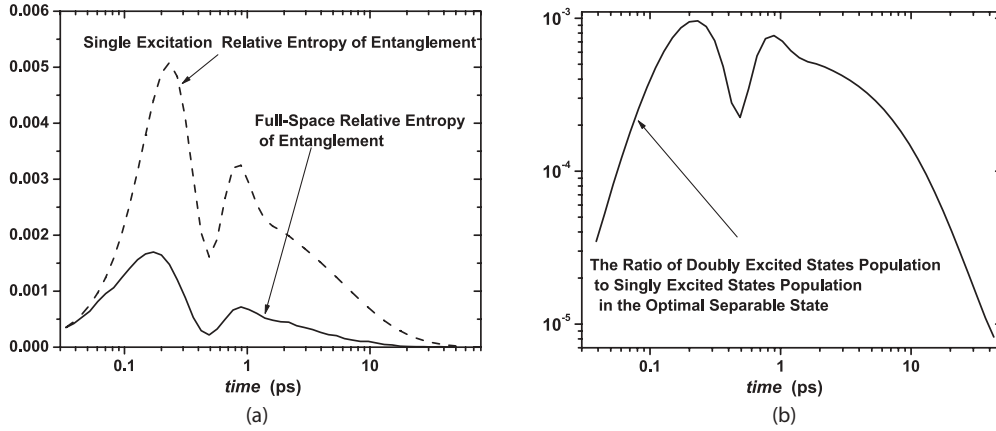 0.006
0.005
0.004
0.003
0.002
0.001
0.000
Single Excitation Relative Entropy of Entanglement
Full-Space Relative Entropy
of Entanglement
0.1
1
10
time (ps)
(a)
10⁻³
10⁻⁴
10⁻⁵
The Ratio of Doubly Excited States Population
to Singly Excited States Population
in the Optimal Separable State
0.1
1
10
time (ps)
(b)